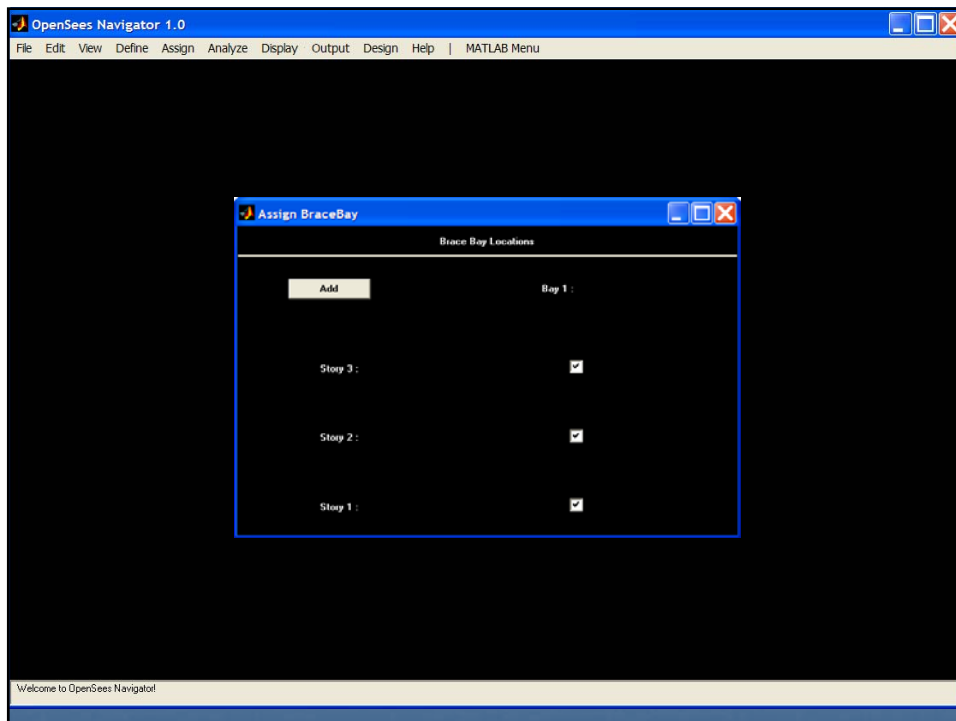 OpenSees Navigator 1.0
File Edit View Define Assign Analyze Display Output Design Help | MATLAB Menu
Assign BraceBay
Brace Bay Locations
Add Bay 1 :
Story 3 :
Story 2 :
Story 1 :
Welcome to OpenSees Navigator!